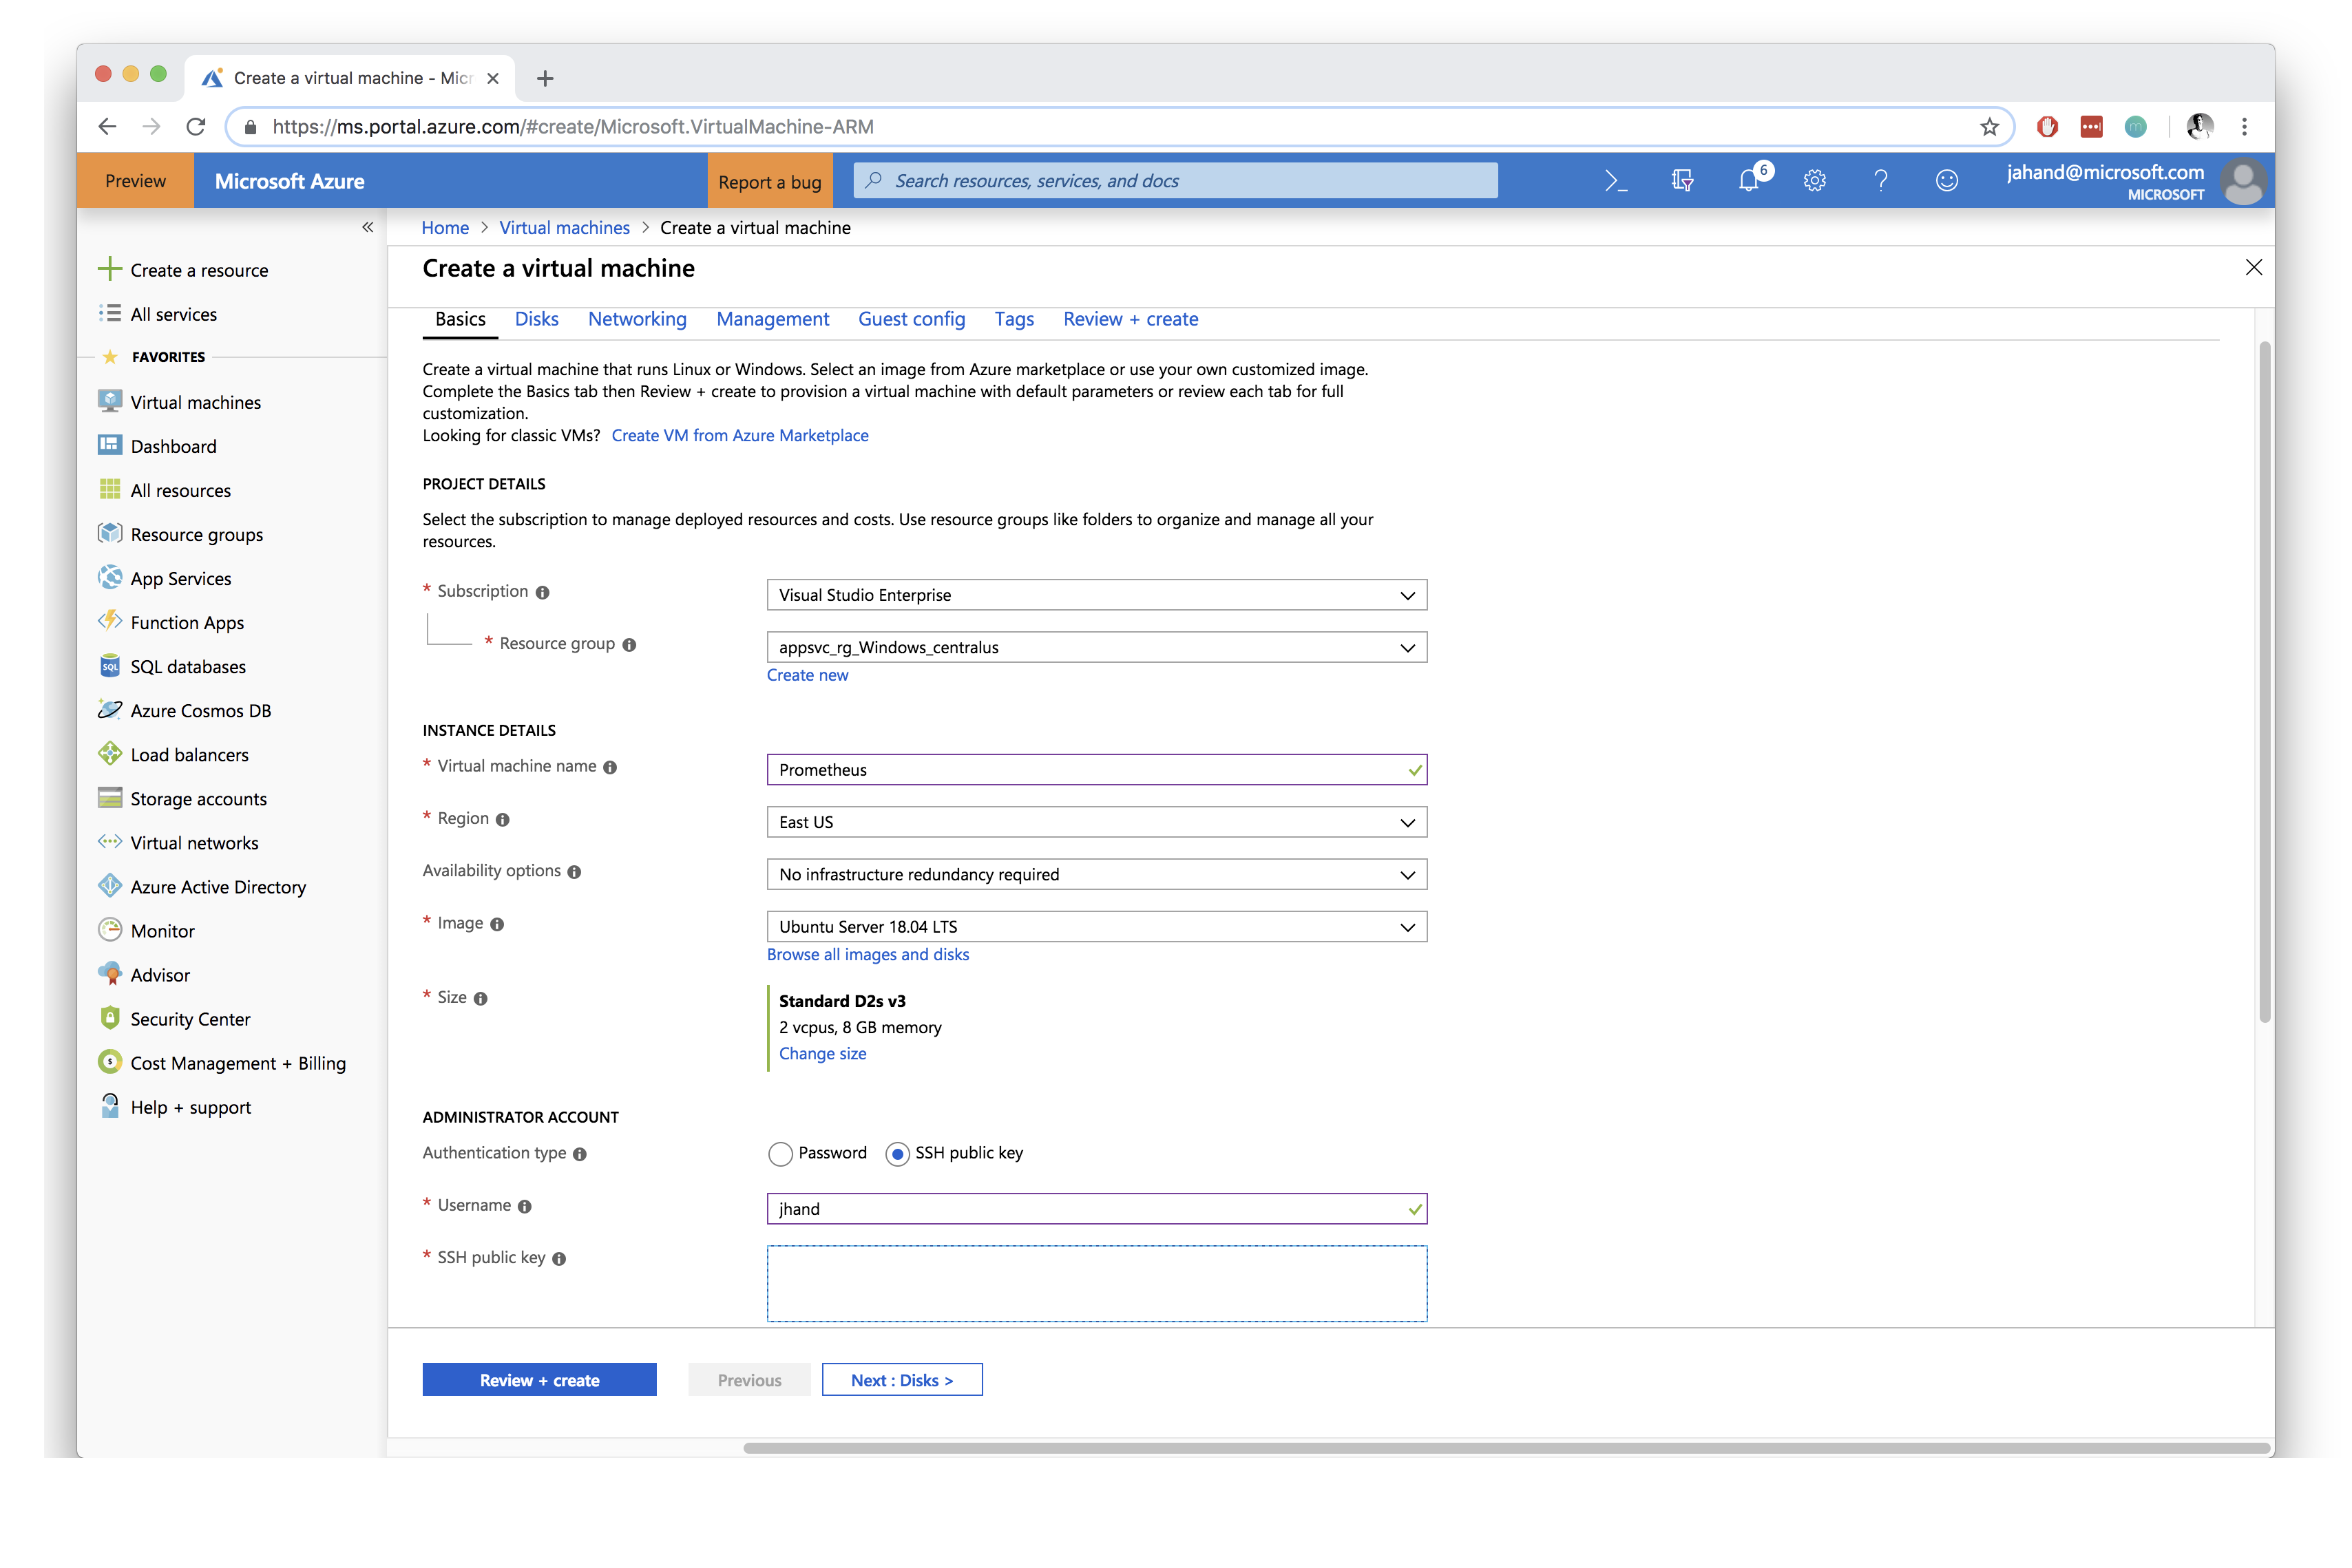 Create a virtual machine - Micr
https://ms.portal.azure.com/#create/Microsoft.VirtualMachine-ARM
Preview
Microsoft Azure
Report a bug
Search resources, services, and docs
6
jahand@microsoft.com
MICROSOFT
Home > Virtual machines > Create a virtual machine
Create a resource
All services
FAVORITES
Virtual machines
Dashboard
All resources
Resource groups
App Services
Function Apps
SQL databases
Azure Cosmos DB
Load balancers
Storage accounts
Virtual networks
Azure Active Directory
Monitor
Advisor
Security Center
Cost Management + Billing
Help + support
Create a virtual machine
Basics Disks Networking Management Guest config Tags Review + create
Create a virtual machine that runs Linux or Windows. Select an image from Azure marketplace or use your own customized image.
Complete the Basics tab then Review + create to provision a virtual machine with default parameters or review each tab for full
customization.
Looking for classic VMs? Create VM from Azure Marketplace
PROJECT DETAILS
Select the subscription to manage deployed resources and costs. Use resource groups like folders to organize and manage all your
resources.
* Subscription Visual Studio Enterprise
* Resource group appsvc_rg_Windows_centralus
Create new
INSTANCE DETAILS
* Virtual machine name Prometheus
* Region East US
Availability options No infrastructure redundancy required
* Image Ubuntu Server 18.04 LTS
Browse all images and disks
* Size Standard D2s v3
2 vcpus, 8 GB memory
Change size
ADMINISTRATOR ACCOUNT
Authentication type Password SSH public key
* Username jhand
* SSH public key
Review + create Previous Next : Disks >